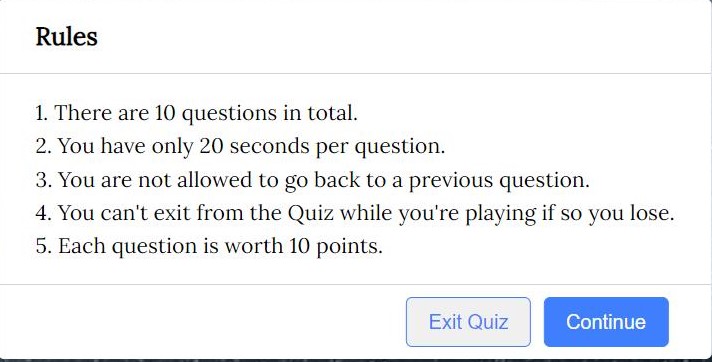 Rules
1. There are 10 questions in total.
2. You have only 20 seconds per question.
3. You are not allowed to go back to a previous question.
4. You can't exit from the Quiz while you're playing if so you lose.
5. Each question is worth 10 points.
Exit Quiz Continue